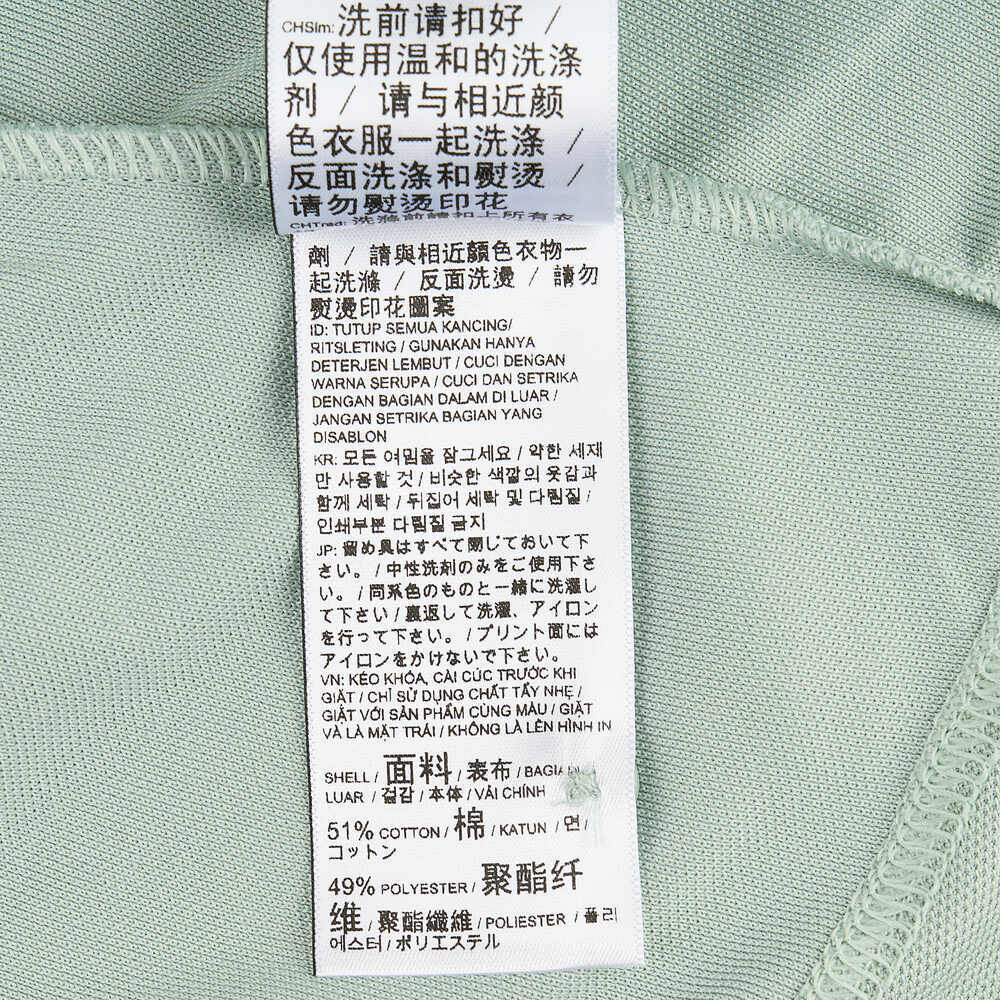 CHSim: 洗前请扣好 /
仅使用温和的洗涤
剂 / 请与相近颜
色衣服一起洗涤 /
反面洗涤和熨烫 /
请勿熨烫印花
CHTrad: 洗滌前請扣上所有衣
劑 / 請與相近顏色衣物一
起洗滌 / 反面洗燙 / 請勿
熨燙印花圖案
ID: TUTUP SEMUA KANCING/
RITSLETING / GUNAKAN HANYA
DETERJEN LEMBUT / CUCI DENGAN
WARNA SERUPA / CUCI DAN SETRIKA
DENGAN BAGIAN DALAM DI LUAR /
JANGAN SETRIKA BAGIAN YANG
DISABLON
KR: 모든 여밈을 잠그세요 / 약한 세제
만 사용할 것 / 비슷한 색깔의 옷감과
함께 세탁 / 뒤집어 세탁 및 다림질 /
인쇄부분 다림질 금지
JP: 留め具はすべて閉じておいて下
さい。 / 中性洗剤のみをご使用下さ
い。 / 同系色のものと一緒に洗濯し
て下さい / 裏返して洗濯、アイロン
を行って下さい。 / プリント面には
アイロンをかけないで下さい。
VN: KÉO KHÓA, CÀI CÚC TRƯỚC KHI
GIẶT / CHỈ SỬ DỤNG CHẤT TẨY NHẸ /
GIẶT VỚI SẢN PHẨM CÙNG MÀU / GIẶT
VÀ LÀ MẶT TRÁI / KHÔNG LÀ LÊN HÌNH IN
SHELL / 面料 / 表布 / BAGIAN
LUAR / 겉감 / 本体 / VẢI CHÍNH
51% COTTON / 棉 / KATUN / 면 /
コットン
49% POLYESTER / 聚酯纤
维 / 聚酯纖維 / POLIESTER / 폴리
에스터 / ポリエステル